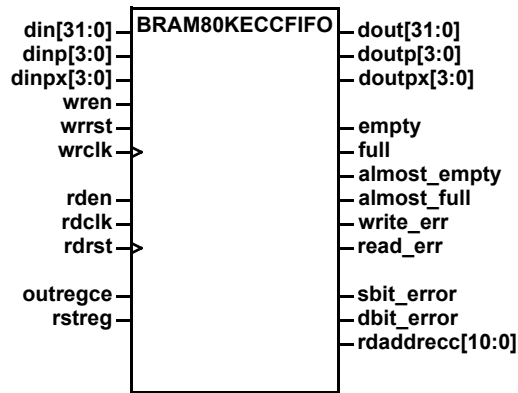 BRAM80KECCFIFO
din[31:0]
dinp[3:0]
dinpx[3:0]
wren
wrrst
wrclk
rden
rdclk
rdrst
outregce
rstreg
dout[31:0]
doutp[3:0]
doutpx[3:0]
empty
full
almost_empty
almost_full
write_err
read_err
sbit_error
dbit_error
rdaddrecc[10:0]